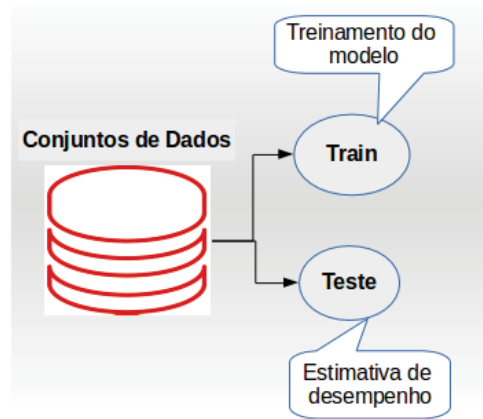 Treinamento do
modelo
Conjuntos de Dados
Train
Teste
Estimativa de
desempenho